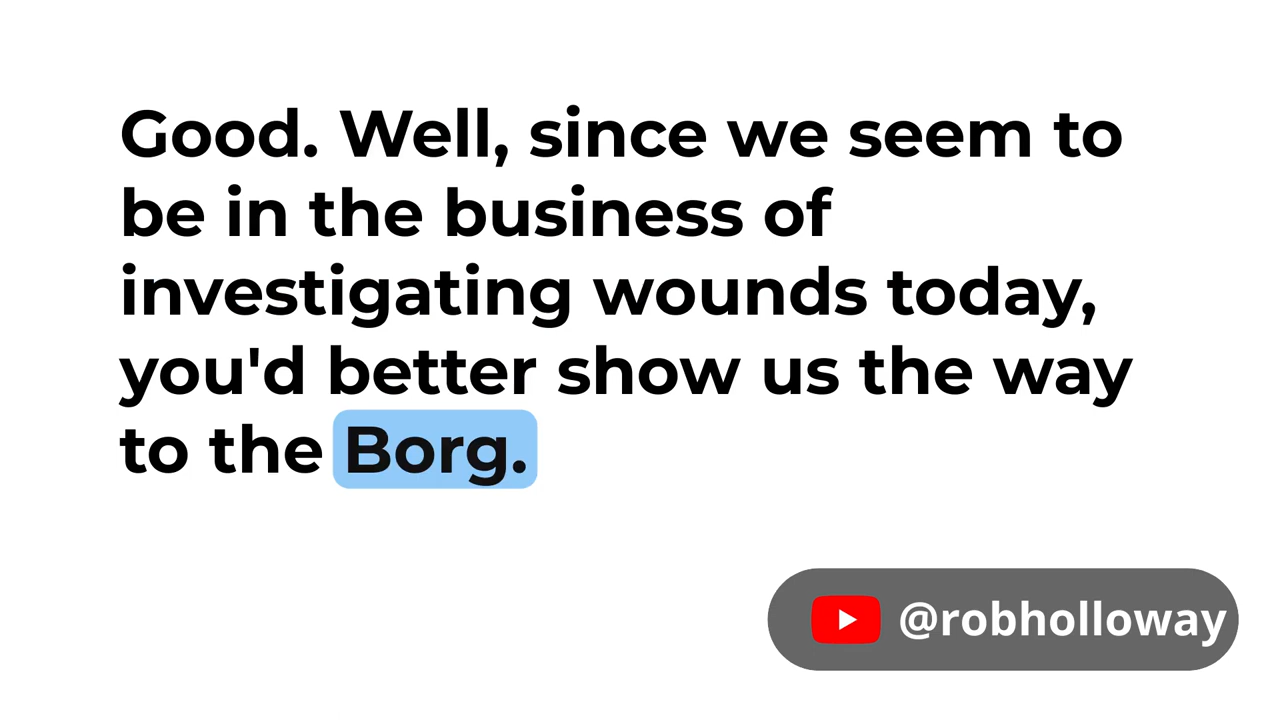 Good. Well, since we seem to
be in the business of
investigating wounds today,
you'd better show us the way
to the Borg.
@robholloway